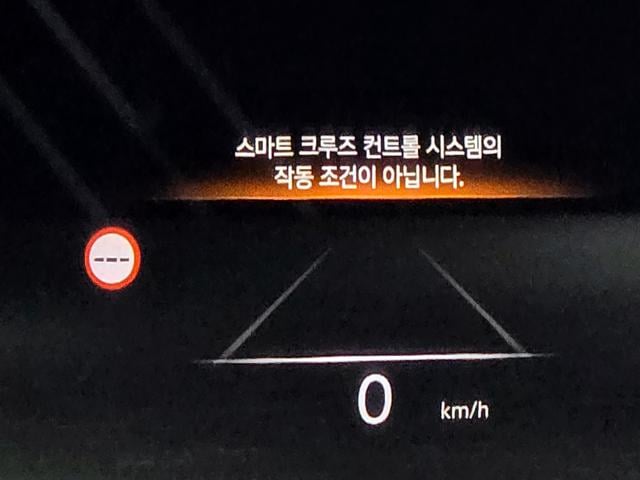 스마트 크루즈 컨트롤 시스템의
작동 조건이 아닙니다.
---
0 km/h